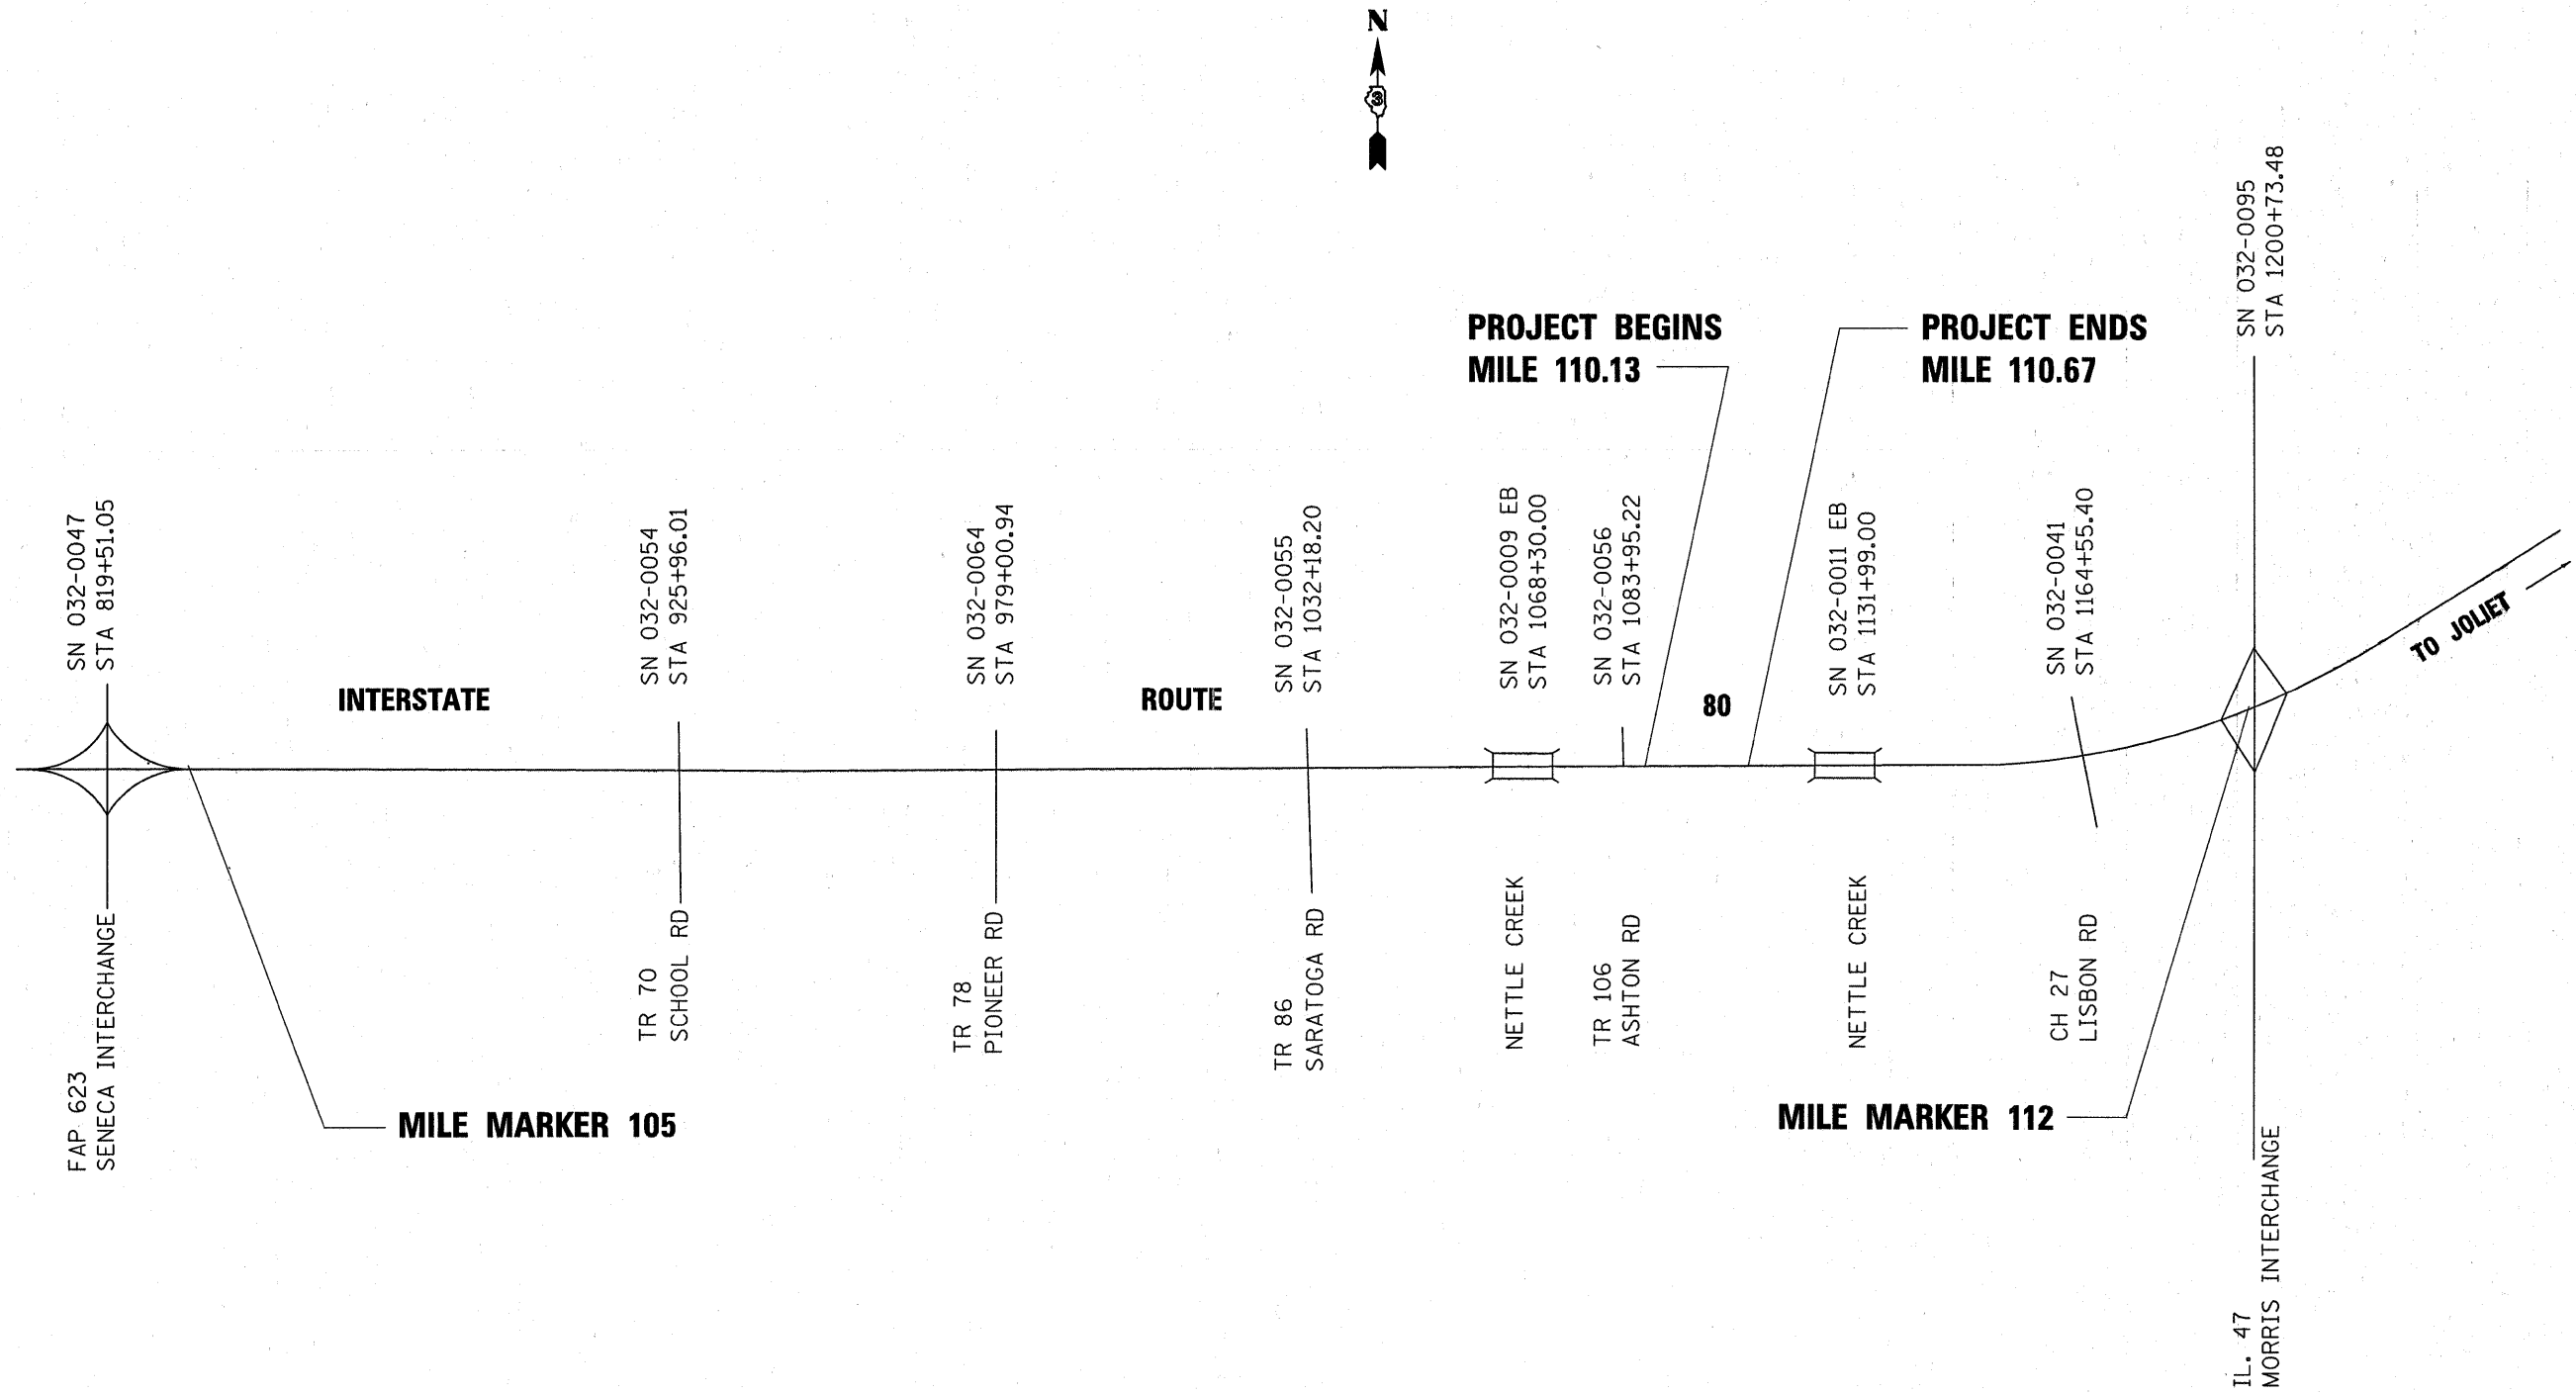 N
3
SN 032-0095
STA 1200+73.48
PROJECT BEGINS
MILE 110.13
PROJECT ENDS
MILE 110.67
SN 032-0047
STA 819+51.05
SN 032-0054
STA 925+96.01
SN 032-0064
STA 979+00.94
SN 032-0055
STA 1032+18.20
SN 032-0009 EB
STA 1068+30.00
SN 032-0056
STA 1083+95.22
SN 032-0011 EB
STA 1131+99.00
SN 032-0041
STA 1164+55.40
TO JOLIET
INTERSTATE
ROUTE
80
FAP 623
SENECA INTERCHANGE
TR 70
SCHOOL RD
TR 78
PIONEER RD
TR 86
SARATOGA RD
NETTLE CREEK
TR 106
ASHTON RD
NETTLE CREEK
CH 27
LISBON RD
MILE MARKER 105
MILE MARKER 112
IL. 47
MORRIS INTERCHANGE